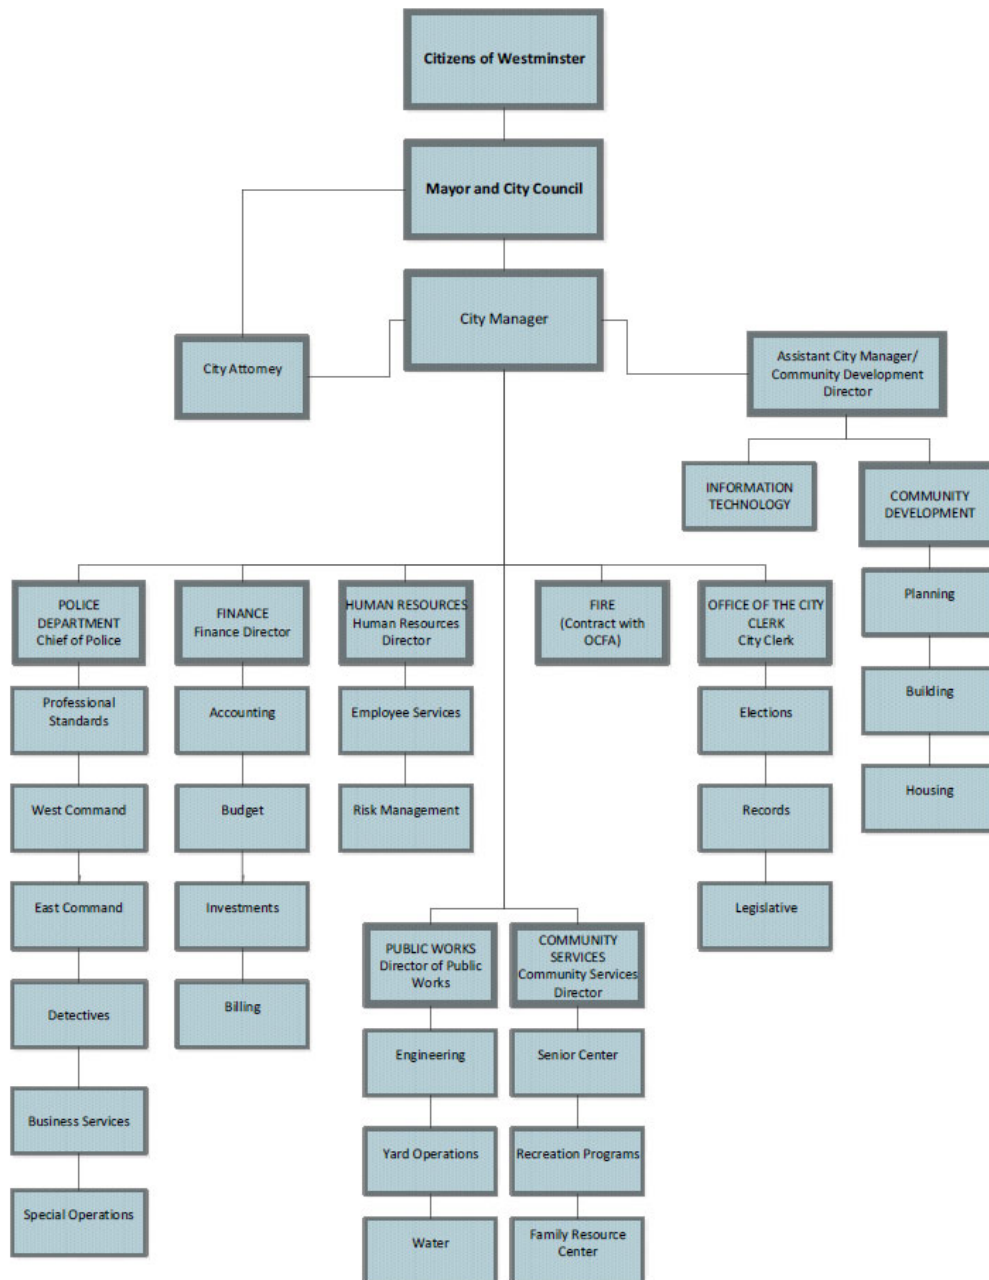 Citizens of Westminster
Mayor and City Council
City Manager
City Attorney
Assistant City Manager/
Community Development
Director
INFORMATION
TECHNOLOGY
COMMUNITY
DEVELOPMENT
Planning
Building
Housing
POLICE
DEPARTMENT
Chief of Police
Professional
Standards
West Command
East Command
Detectives
Business Services
Special Operations
FINANCE
Finance Director
Accounting
Budget
Investments
Billing
HUMAN RESOURCES
Human Resources
Director
Employee Services
Risk Management
FIRE
(Contract with
OCFA)
OFFICE OF THE CITY
CLERK
City Clerk
Elections
Records
Legislative
PUBLIC WORKS
Director of Public
Works
Engineering
Yard Operations
Water
COMMUNITY
SERVICES
Community Services
Director
Senior Center
Recreation Programs
Family Resource
Center